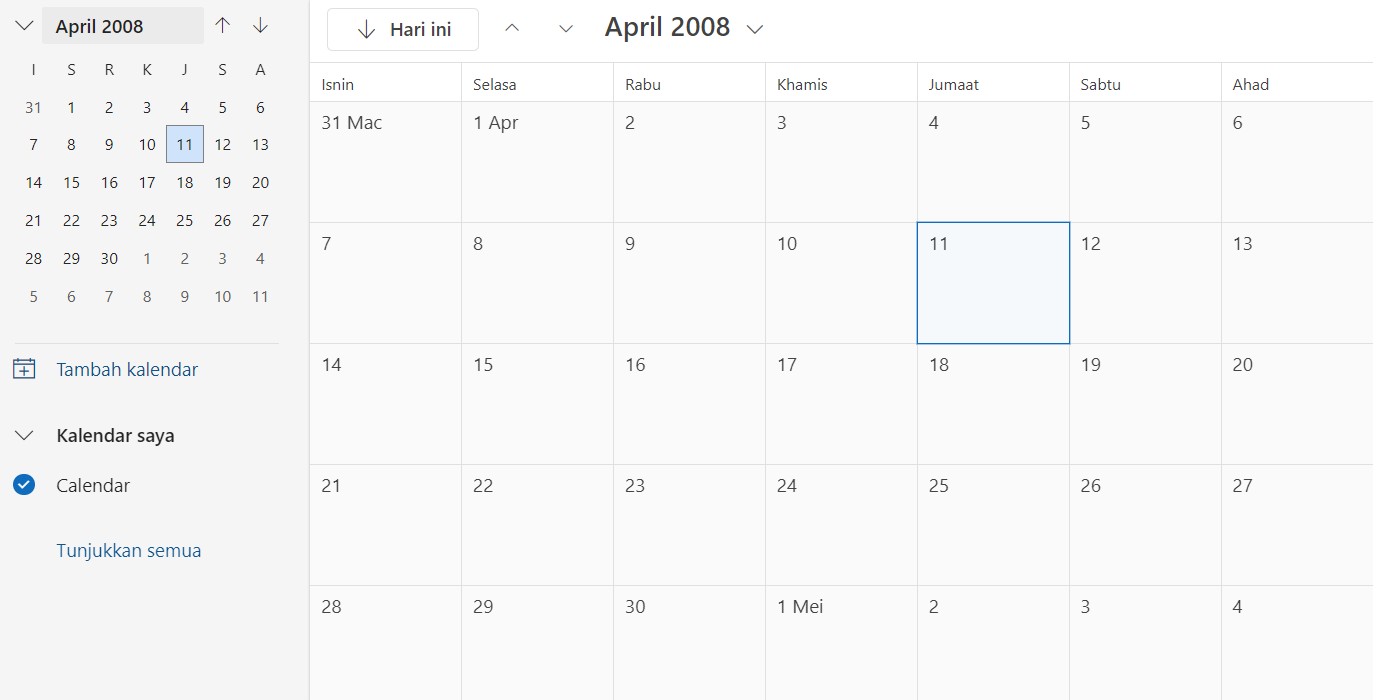 April 2008
I S R K J S A
31 1 2 3 4 5 6
7 8 9 10 11 12 13
14 15 16 17 18 19 20
21 22 23 24 25 26 27
28 29 30 1 2 3 4
5 6 7 8 9 10 11
Tambah kalendar
Kalendar saya
Calendar
Tunjukkan semua
Hari ini
April 2008
Isnin Selasa Rabu Khamis Jumaat Sabtu Ahad
31 Mac 1 Apr 2 3 4 5 6
7 8 9 10 11 12 13
14 15 16 17 18 19 20
21 22 23 24 25 26 27
28 29 30 1 Mei 2 3 4